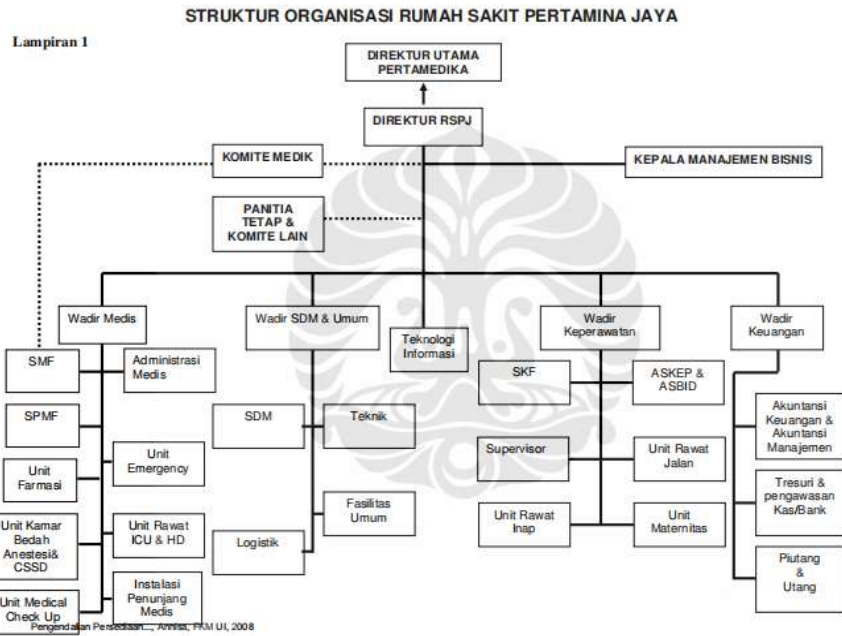 STRUKTUR ORGANISASI RUMAH SAKIT PERTAMINA JAYA
Lampiran 1
DIREKTUR UTAMA
PERTAMEDIKA
DIREKTUR RSPJ
KOMITE MEDIK
KEPALA MANAJEMEN BISNIS
PANITIA
TETAP &
KOMITE LAIN
Wadir Medis
Wadir SDM & Umum
Teknologi
Informasi
Wadir
Keperawatan
Wadir
Keuangan
SMF
Administrasi
Medis
SPMF
Unit
Emergency
Unit
Farmasi
Unit Kamar
Bedah
Anestesi&
CSSD
Unit Rawat
ICU & HD
Unit Medical
Check Up
Instalasi
Penunjang
Medis
SDM
Teknik
Logistik
Fasilitas
Umum
SKF
ASKEP &
ASBID
Supervisor
Unit Rawat
Jalan
Unit Rawat
Inap
Unit
Maternitas
Akuntansi
Keuangan &
Akuntansi
Manajemen
Tresuri &
pengawasan
Kas/Bank
Piutang
&
Utang
Pengendalian Persediaan..., Annisa, FKM UI, 2008